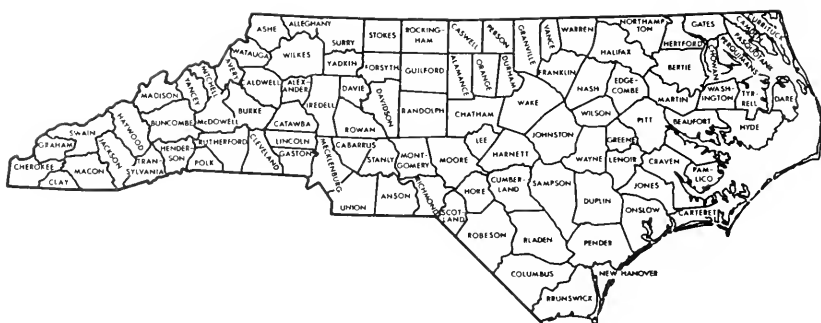 ASHE
ALLEGHANY
SURRY
STOKES
ROCKING-
HAM
CASWELL
PERSON
GRANVILLE
VANCE
WARREN
NORTHAMP
TON
GATES
HERTFORD
CURRITUCK
CAMDEN
PASQUOTANK
PERQUIMANS
CHOWAN
HALIFAX
BERTIE
WATAUGA
WILKES
YADKIN
FORSYTH
GUILFORD
ALAMANCE
ORANGE
DURHAM
FRANKLIN
NASH
EDGE-
COMBE
MARTIN
WASH-
INGTON
TYR-
RELL
DARE
MITCHELL
AVERY
CALDWELL
ALEX-
ANDER
IREDELL
DAVIE
DAVIDSON
RANDOLPH
CHATHAM
WAKE
WILSON
PITT
BEAUFORT
HYDE
MADISON
YANCEY
BURKE
McDOWELL
CATAWBA
ROWAN
BUNCOMBE
HAYWOOD
SWAIN
GRAHAM
CHEROKEE
CLAY
MACON
JACKSON
TRAN-
SYLVANIA
HENDER-
SON
POLK
RUTHERFORD
CLEVELAND
LINCOLN
GASTON
MECKLENBURG
CABARRUS
STANLY
MONT-
GOMERY
MOORE
LEE
HARNETT
JOHNSTON
WAYNE
GREENE
LENOIR
CRAVEN
PAM-
LICO
UNION
ANSON
RICHMOND
SCOT-
LAND
HOKE
CUMBER-
LAND
SAMPSON
DUPLIN
JONES
ONSLOW
CARTERET
ROBESON
BLADEN
PENDER
COLUMBUS
BRUNSWICK
NEW HANOVER